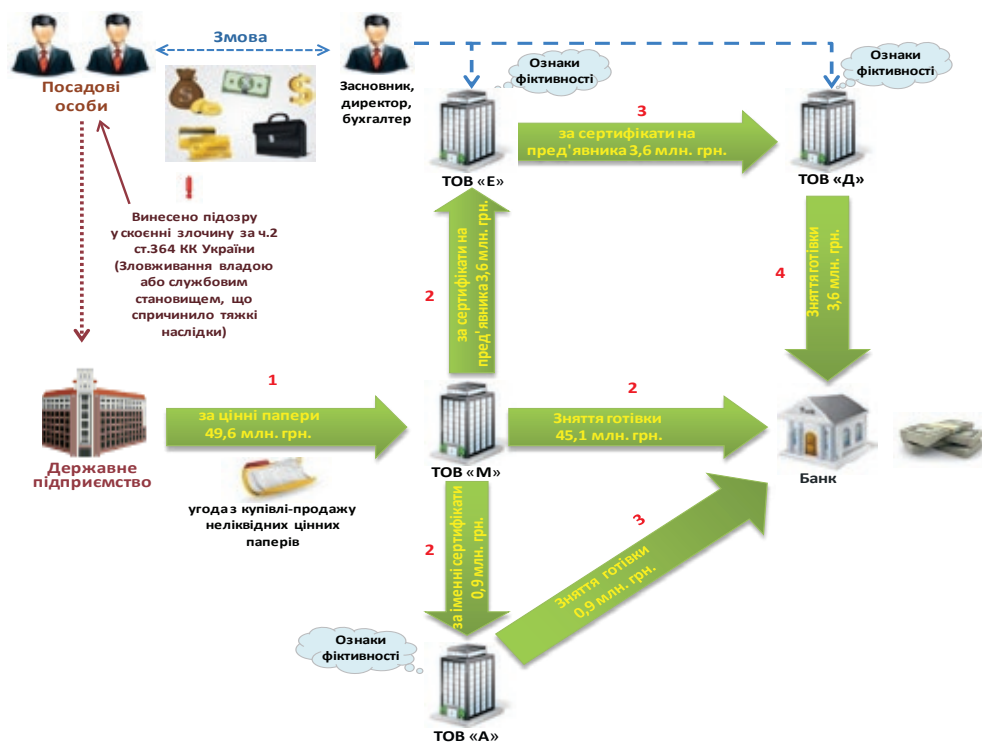 Змова
Посадові
особи
Засновник,
директор,
бухгалтер
Ознаки
фіктивності
Ознаки
фіктивності
3
за сертифікати на
пред'явника 3,6 млн. грн.
ТОВ «Е»
ТОВ «Д»
!
Винесено підозру
у скоєнні злочину за ч.2
ст.364 КК України
(Зловживання владою
або службовим
становищем, що
спричинило тяжкі
наслідки)
2
за сертифікати на
пред'явника 3,6 млн. грн.
4
Зняття готівки
3,6 млн. грн.
1
за цінні папери
49,6 млн. грн.
2
Зняття готівки
45,1 млн. грн.
Державне
підприємство
ТОВ «М»
Банк
угода з купівлі-продажу
неліквідних цінних
паперів
2
за іменні сертифікати
0,9 млн. грн.
3
Зняття готівки
0,9 млн. грн.
Ознаки
фіктивності
ТОВ «А»